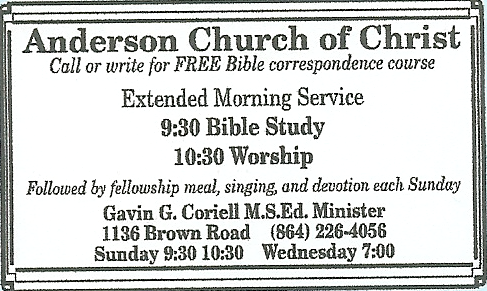 Anderson Church of Christ
Call or write for FREE Bible correspondence course
Extended Morning Service
9:30 Bible Study
10:30 Worship
Followed by fellowship meal, singing, and devotion each Sunday
Gavin G. Coriell M.S.Ed. Minister
1136 Brown Road (864) 226-4056
Sunday 9:30 10:30 Wednesday 7:00